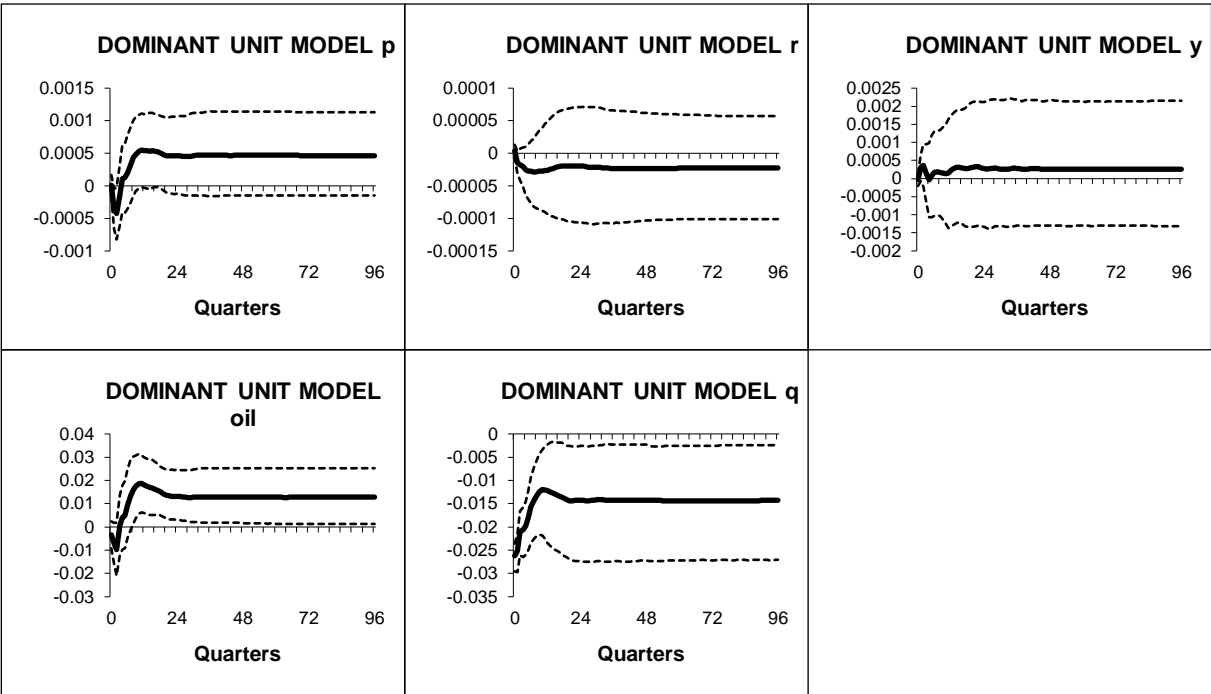 DOMINANT UNIT MODEL p
0.0015
0.001
0.0005
0
-0.0005
-0.001
0 24 48 72 96
Quarters
DOMINANT UNIT MODEL r
0.0001
0.00005
0
-0.00005
-0.0001
-0.00015
0 24 48 72 96
Quarters
DOMINANT UNIT MODEL y
0.0025
0.002
0.0015
0.001
0.0005
0
-0.0005
-0.001
-0.0015
-0.002
0 24 48 72 96
Quarters
DOMINANT UNIT MODEL
oil
0.04
0.03
0.02
0.01
0
-0.01
-0.02
-0.03
0 24 48 72 96
Quarters
DOMINANT UNIT MODEL q
0
-0.005
-0.01
-0.015
-0.02
-0.025
-0.03
-0.035
0 24 48 72 96
Quarters